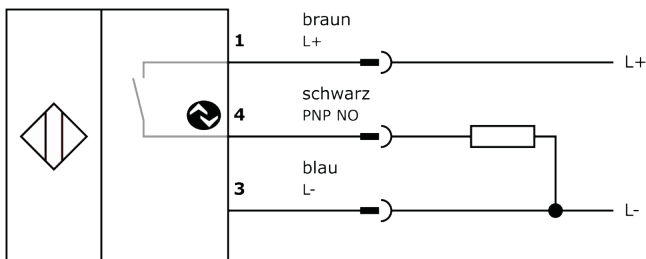 braun
1 L+ L+
schwarz
4 PNP NO
blau
3 L- L-